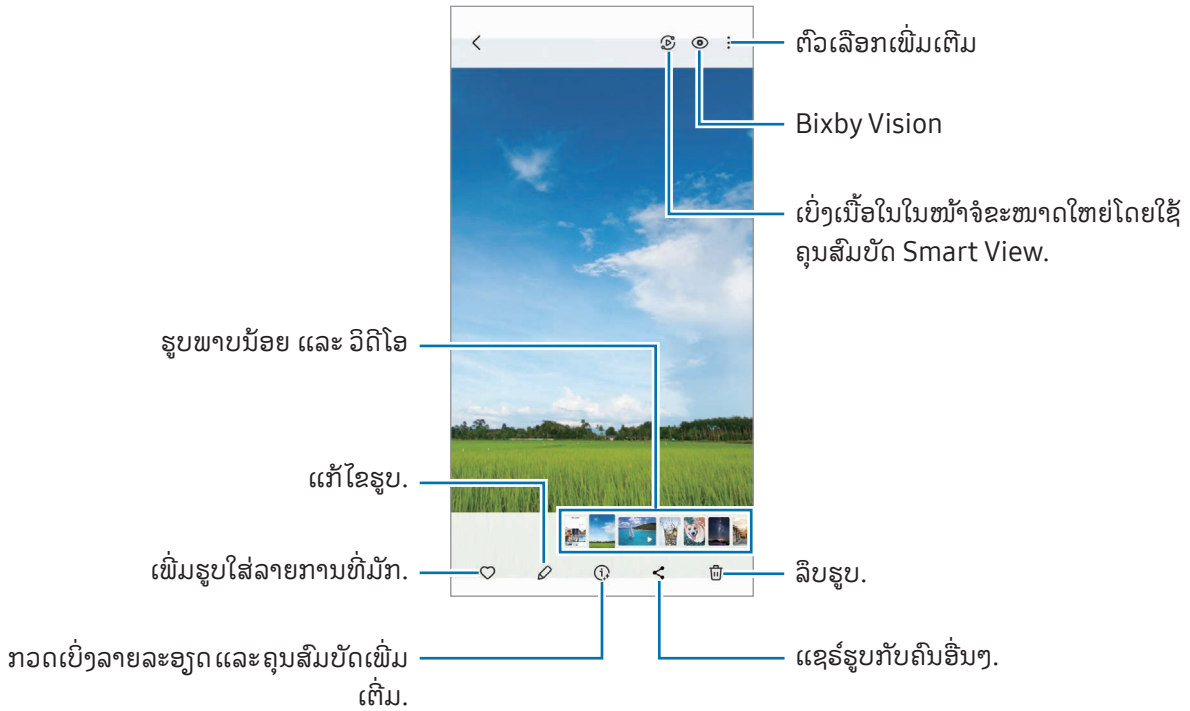 ຕົວເລືອກເພີ່ມເຕີມ
Bixby Vision
ເບິ່ງເນື້ອໃນໃນໜ້າຈໍຂະໜາດໃຫຍ່ໂດຍໃຊ້
ຄຸນສົມບັດ Smart View.
ຮູບພາບນ້ອຍ ແລະ ວິດີໂອ
ແກ້ໄຂຮູບ.
ເພີ່ມຮູບໃສ່ລາຍການທີ່ມັກ.
ລຶບຮູບ.
ກວດເບິ່ງລາຍລະອຽດ ແລະ ຄຸນສົມບັດເພີ່ມ
ເຕີ່ມ.
ແຊຣ໌ຮູບກັບຄົນອື່ນໆ.